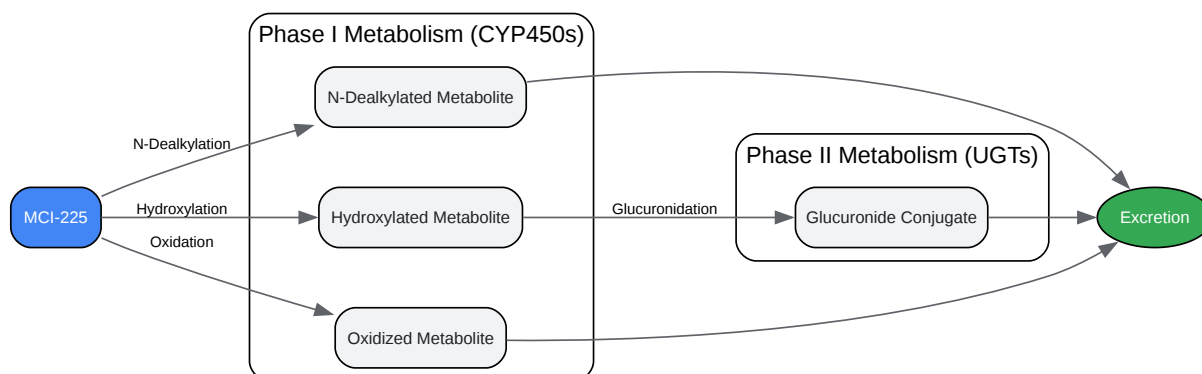 Phase I Metabolism (CYP450s)
N-Dealkylated Metabolite
N-Dealkylation
Phase II Metabolism (UGTs)
MCI-225
Hydroxylation
Hydroxylated Metabolite
Glucuronidation
Glucuronide Conjugate
Excretion
Oxidation
Oxidized Metabolite